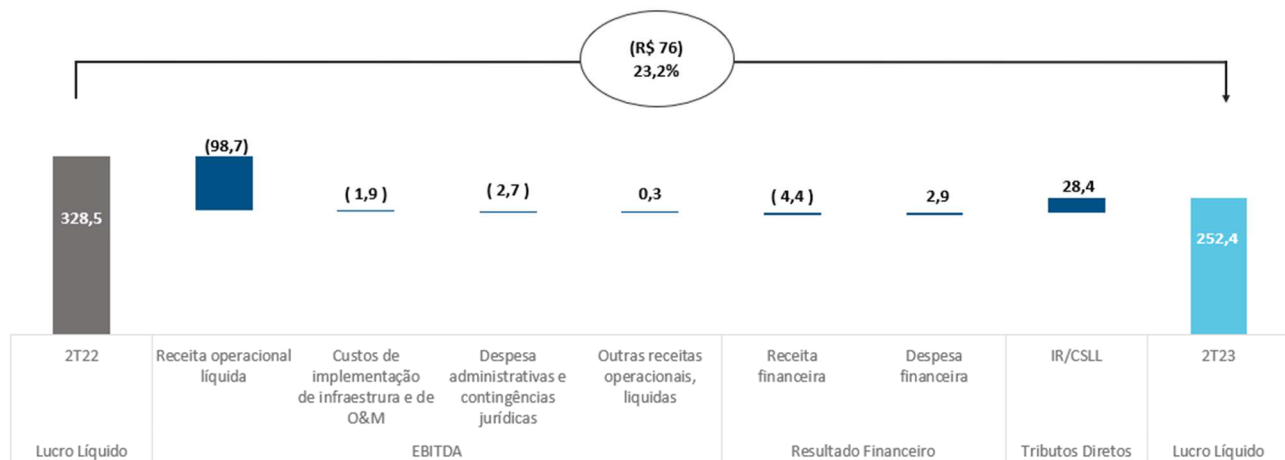 (R$ 76)
23,2%
(98,7)
( 1,9 )
( 2,7 )
0,3
( 4,4 )
2,9
28,4
328,5
252,4
2T22
Receita operacional
líquida
Custos de
implementação
de infraestrura e de
O&M
Despesa
administrativas e
contingências
jurídicas
Outras receitas
operacionais,
liquidas
Receita
financeira
Despesa
financeira
IR/CSLL
2T23
Lucro Líquido
EBITDA
Resultado Financeiro
Tributos Diretos
Lucro Líquido